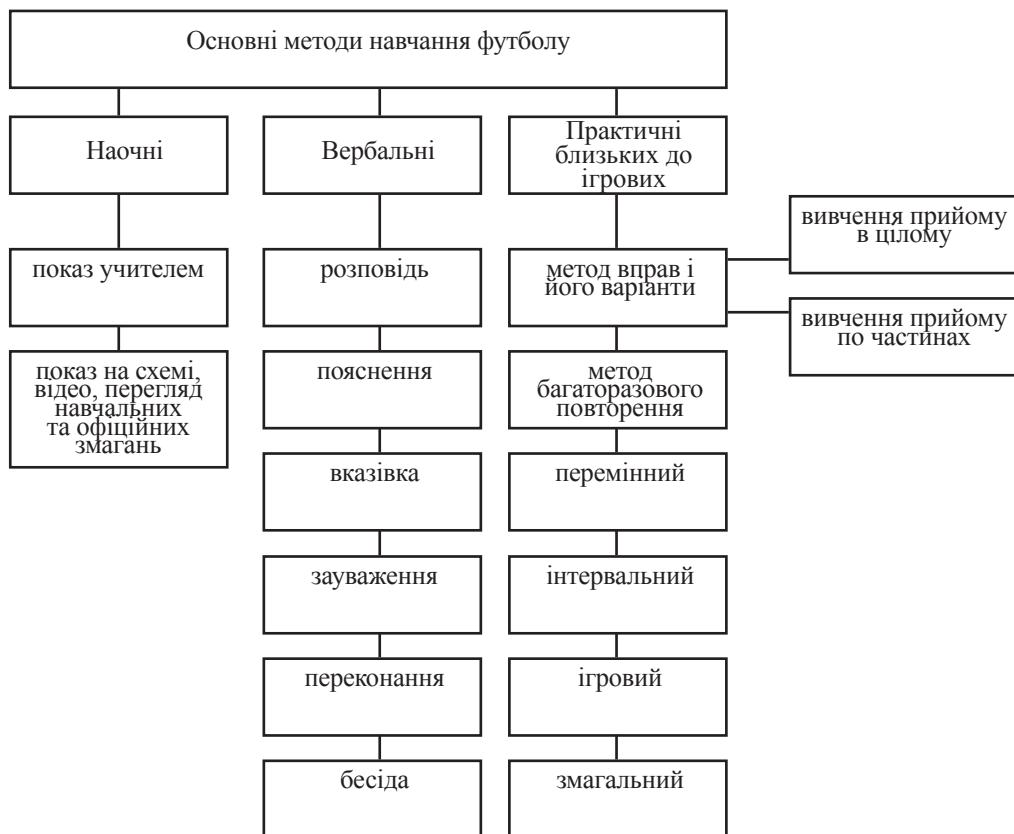 Основні методи навчання футболу
Наочні
Вербальні
Практичні
близьких до
ігрових
показ учителем
показ на схемі,
відео, перегляд
навчальних
та офіційних
змагань
розповідь
пояснення
вказівка
зауваження
переконання
бесіда
метод вправ і
його варіанти
вивчення прийому
в цілому
вивчення прийому
по частинах
метод
багаторазового
повторення
перемінний
інтервальний
ігровий
змагальний